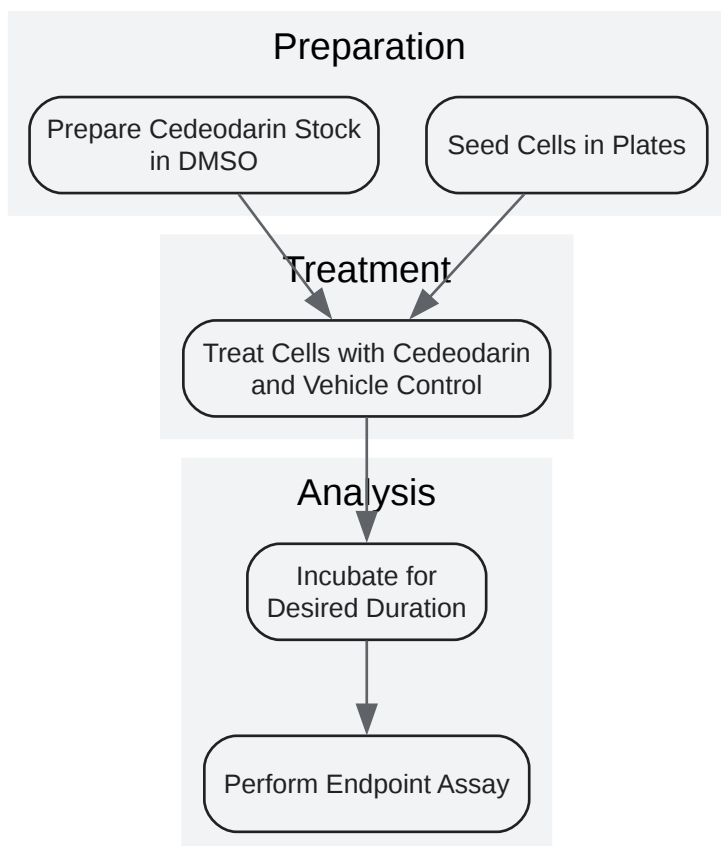 Preparation
Prepare Cedeodarin Stock
in DMSO
Seed Cells in Plates
Treatment
Treat Cells with Cedeodarin
and Vehicle Control
Analysis
Incubate for
Desired Duration
Perform Endpoint Assay